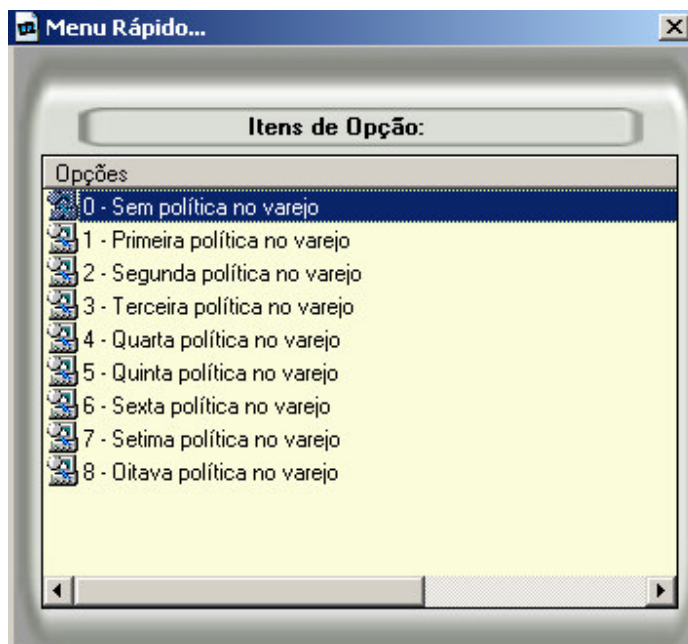 Menu Rápido...
Itens de Opção:
Opções
0 - Sem política no varejo
1 - Primeira política no varejo
2 - Segunda política no varejo
3 - Terceira política no varejo
4 - Quarta política no varejo
5 - Quinta política no varejo
6 - Sexta política no varejo
7 - Setima política no varejo
8 - Oitava política no varejo